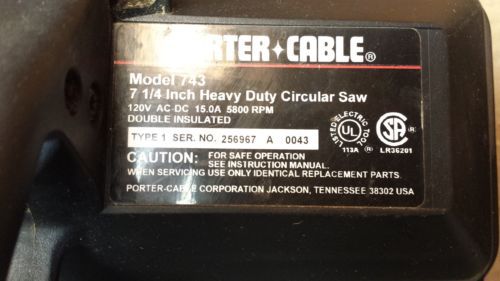 PORTER+CABLE®
Model 743
7 1/4 Inch Heavy Duty Circular Saw
120V AC-DC 15.0A 5800 RPM
DOUBLE INSULATED
TYPE 1 SER. NO. 256967 A 0043
LISTED ELECTRIC TOOL
UL
®
113A
SA
®
LR36201
CAUTION: FOR SAFE OPERATION
SEE INSTRUCTION MANUAL.
WHEN SERVICING USE ONLY IDENTICAL REPLACEMENT PARTS.
PORTER-CABLE CORPORATION JACKSON, TENNESSEE 38302 USA